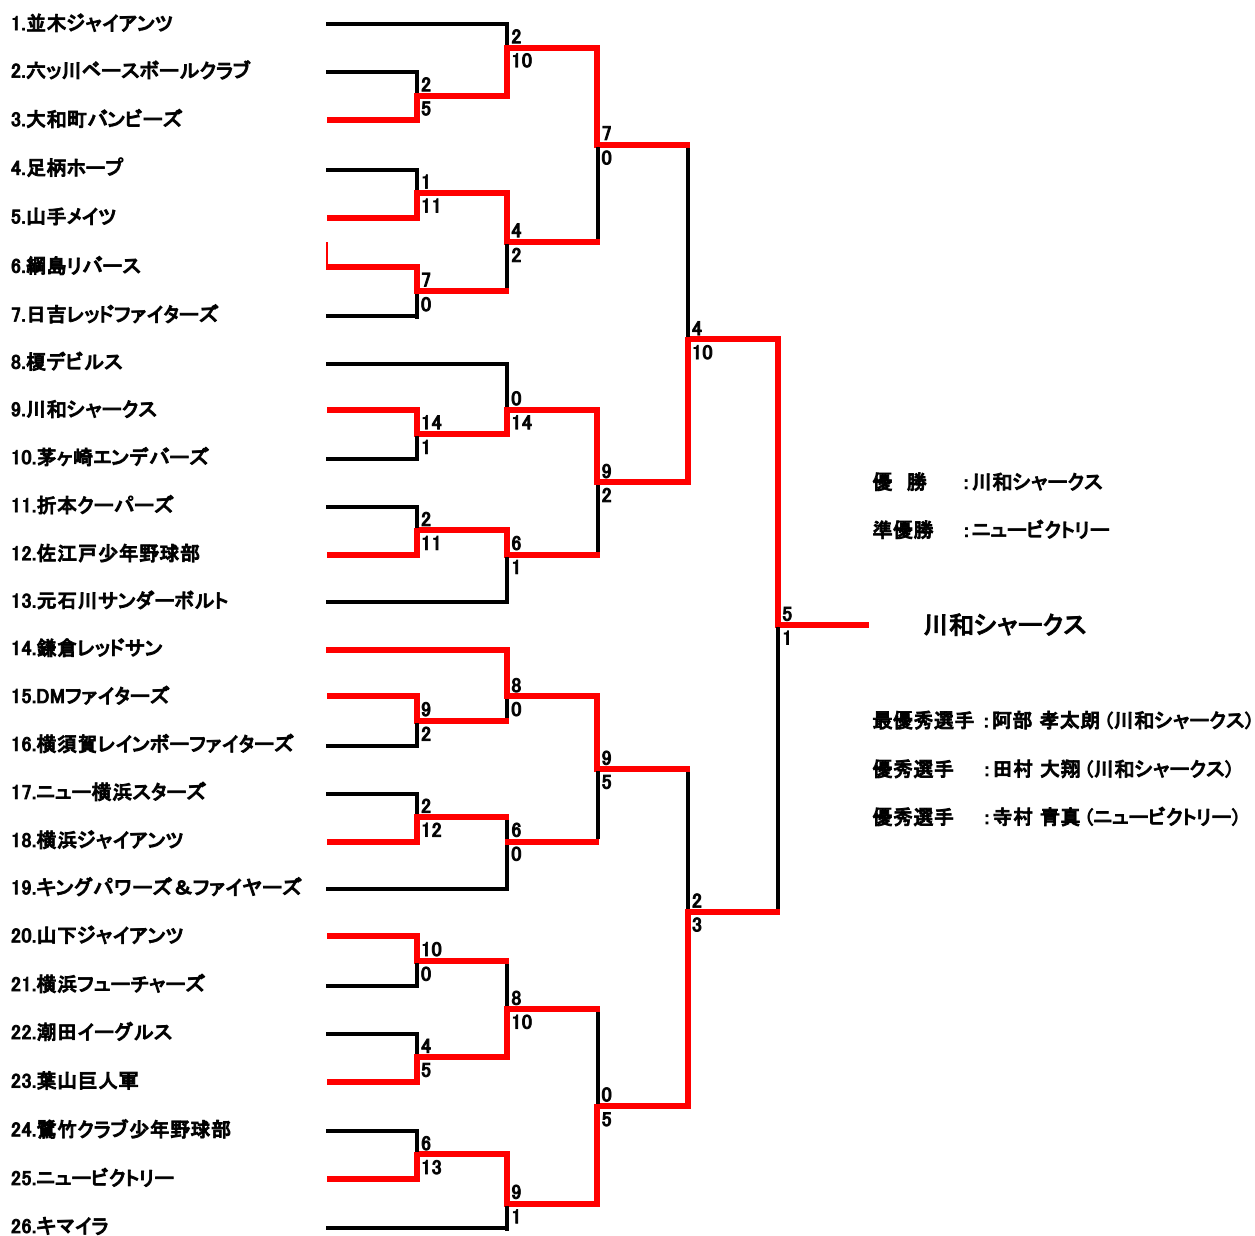 1.並木ジャイアンツ
2
10
2.六ッ川ベースボールクラブ
2
5
3.大和町バンビーズ
7
0
4.足柄ホープ
1
11
5.山手メイツ
4
2
6.綱島リバース
7
0
7.日吉レッドファイターズ
4
10
8.榎デビルス
0
14
9.川和シャークス
14
1
10.茅ヶ崎エンデバーズ
9
2
優 勝 :川和シャークス
11.折本クーパーズ
2
11
準優勝 :ニュービクトリー
12.佐江戸少年野球部
6
1
13.元石川サンダーボルト
5
1
川和シャークス
14.鎌倉レッドサン
8
0
15.DMファイターズ
9
2
最優秀選手 :阿部 孝太朗 (川和シャークス)
16.横須賀レインボーファイターズ
9
5
優秀選手 :田村 大翔 (川和シャークス)
17.ニュー横浜スターズ
2
12
優秀選手 :寺村 青真 (ニュービクトリー)
18.横浜ジャイアンツ
6
0
19.キングパワーズ&ファイヤーズ
2
3
20.山下ジャイアンツ
10
0
21.横浜フューチャーズ
8
10
22.潮田イーグルス
4
5
23.葉山巨人軍
0
5
24.鷺竹クラブ少年野球部
6
13
25.ニュービクトリー
9
1
26.キマイラ